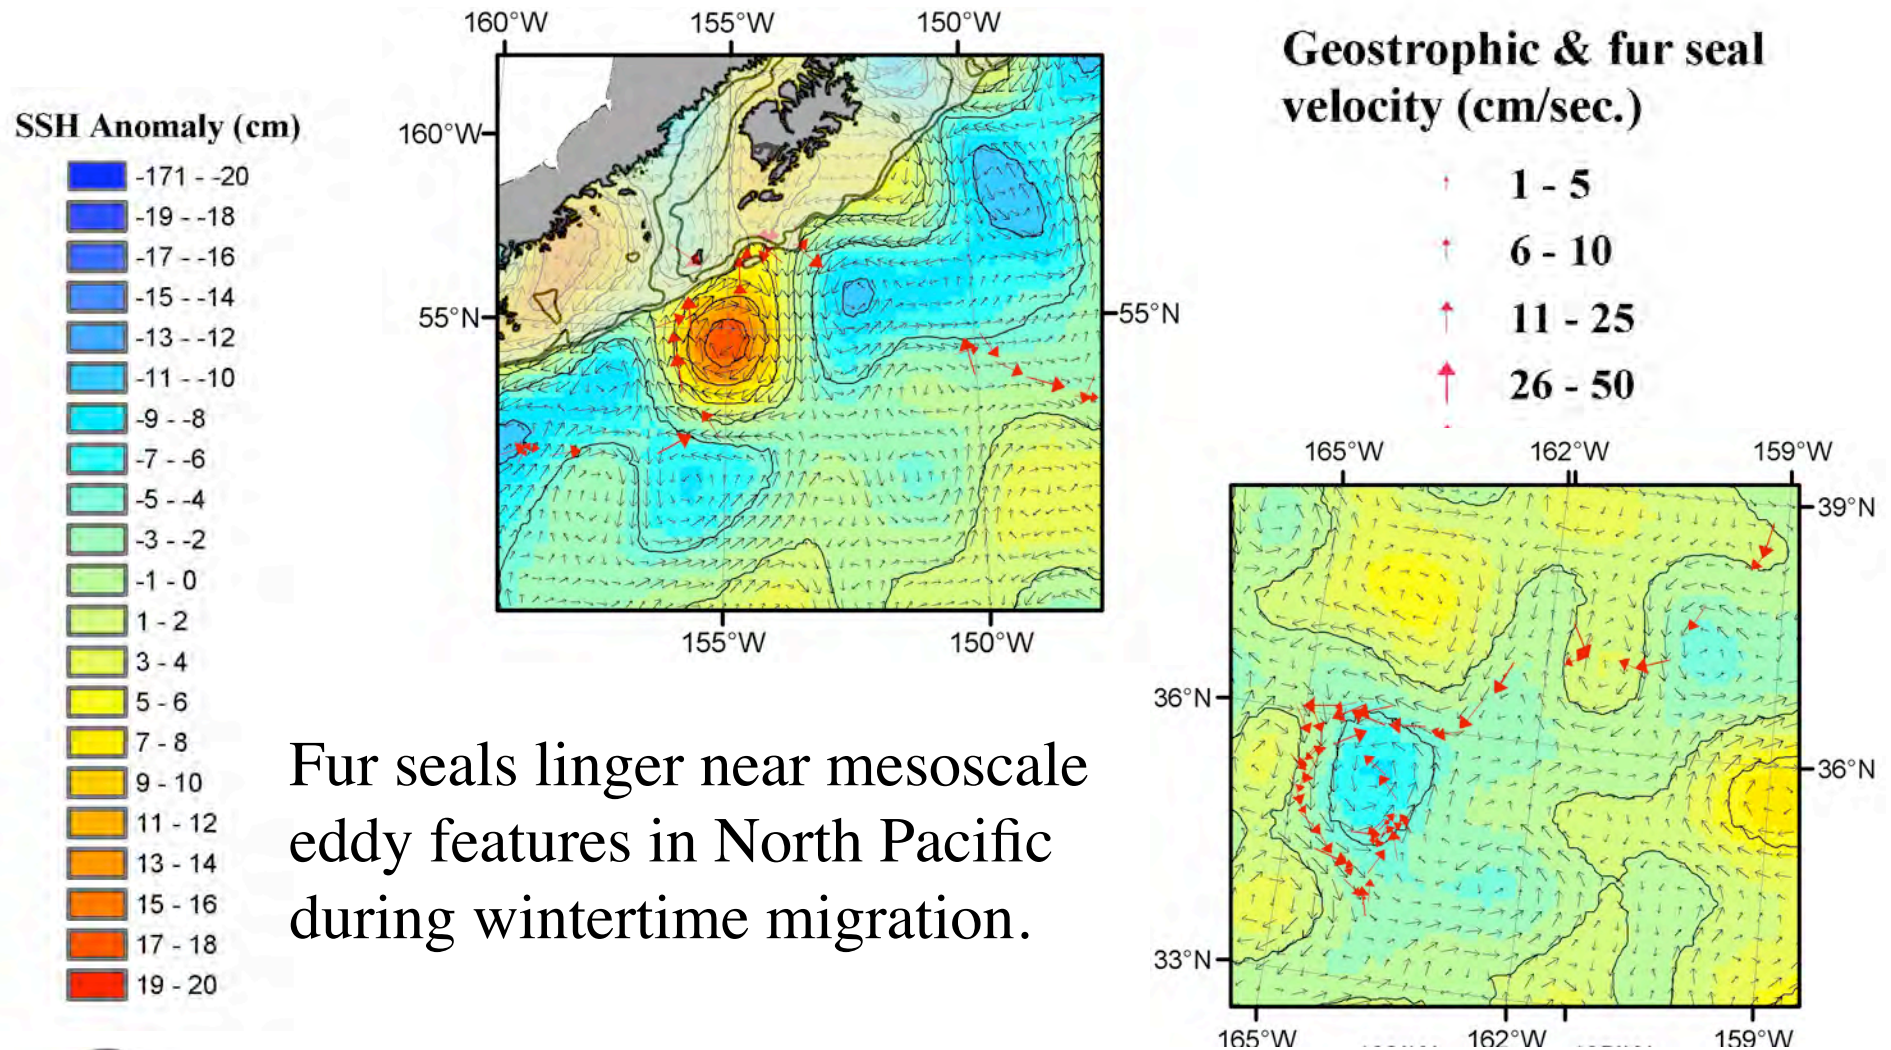 160°W 155°W 150°W
SSH Anomaly (cm)
-171 - -20
-19 - -18
-17 - -16
-15 - -14
-13 - -12
-11 - -10
-9 - -8
-7 - -6
-5 - -4
-3 - -2
-1 - 0
1 - 2
3 - 4
5 - 6
7 - 8
9 - 10
11 - 12
13 - 14
15 - 16
17 - 18
19 - 20
160°W
55°N 55°N
155°W 150°W
Geostrophic & fur seal
velocity (cm/sec.)
1 - 5
6 - 10
11 - 25
26 - 50
165°W 162°W 159°W
39°N
36°N
36°N
33°N
165°W 162°W 159°W
Fur seals linger near mesoscale
eddy features in North Pacific
during wintertime migration.